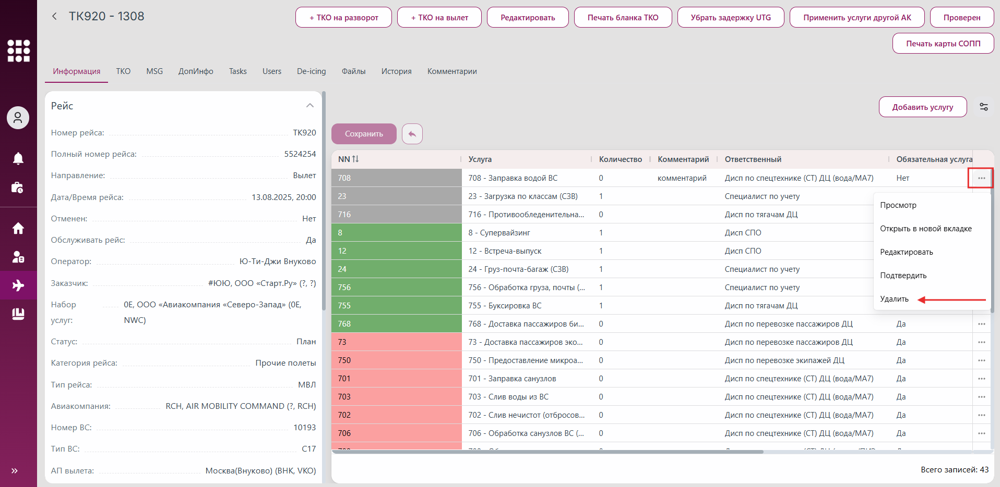 ТК920 - 1308
+ ТКО на разворот
+ ТКО на вылет
Редактировать
Печать бланка ТКО
Убрать задержку UTG
Применить услуги другой АК
Проверен
Печать карты СОПП
Информация
ТКО
MSG
ДопИнфо
Tasks
Users
De-icing
Файлы
История
Комментарии
Рейс
Номер рейса: ТК920
Полный номер рейса: 5524254
Направление: Вылет
Дата/Время рейса: 13.08.2025, 20:00
Отменен: Нет
Обслуживать рейс: Да
Оператор: Ю-Ти-Джи Внуково
Заказчик: #ЮЮ, ООО «Старт.Ру» (?, ?)
Набор услуг: 0E, ООО «Авиакомпания «Северо-Запад» (0E,
NWC)
Статус: План
Категория рейса: Прочие полеты
Тип рейса: МВЛ
Авиакомпания: RCH, AIR MOBILITY COMMAND (?, RCH)
Номер ВС: 10193
Тип ВС: C17
АП вылета: Москва(Внуково) (ВНК, VKO)
Добавить услугу
Сохранить
NN Услуга Количество Комментарий Ответственный Обязательная услуга
708 708 - Заправка водой ВС 0 комментарий Дисп по спецтехнике (СТ) ДЦ (вода/МА7) Нет
23 23 - Загрузка по классам (СЗВ) 1 Специалист по учету
716 716 - Противообледенительна... 0 Дисп по тягачам ДЦ
8 8 - Супервайзинг 1 Дисп СПО
12 12 - Встреча-выпуск 1 Дисп СПО
24 24 - Груз-почта-багаж (СЗВ) 1 Специалист по учету
756 756 - Обработка груза, почты (... 1 Специалист по учету
755 755 - Буксировка ВС 1 Дисп по тягачам ДЦ
768 768 - Доставка пассажиров би... 0 Дисп по перевозке пассажиров ДЦ Да
73 73 - Доставка пассажиров эко... 0 Дисп по перевозке пассажиров ДЦ Да
750 750 - Предоставление микроа... 0 Дисп по перевозке экипажей ДЦ Да
701 701 - Заправка санузлов 0 Дисп по спецтехнике (СТ) ДЦ (вода/МА7) Да
703 703 - Слив воды из ВС 0 Дисп по спецтехнике (СТ) ДЦ (вода/МА7) Да
702 702 - Слив нечистот (отбросов... 0 Дисп по спецтехнике (СТ) ДЦ (вода/МА7) Да
706 706 - Обработка санузлов ВС (... 0 Дисп по спецтехнике (СТ) ДЦ (вода/МА7) Да
Просмотр
Открыть в новой вкладке
Редактировать
Подтвердить
Удалить
Всего записей: 43